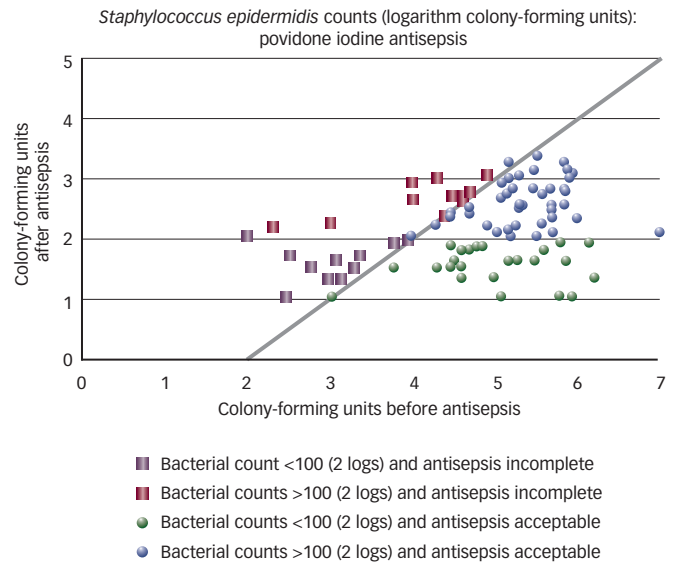 Staphylococcus epidermidis counts (logarithm colony-forming units):
povidone iodine antisepsis
5
4
3
2
1
0
Colony-forming units
after antisepsis
0 1 2 3 4 5 6 7
Colony-forming units before antisepsis
Bacterial count <100 (2 logs) and antisepsis incomplete
Bacterial counts >100 (2 logs) and antisepsis incomplete
Bacterial counts <100 (2 logs) and antisepsis acceptable
Bacterial counts >100 (2 logs) and antisepsis acceptable